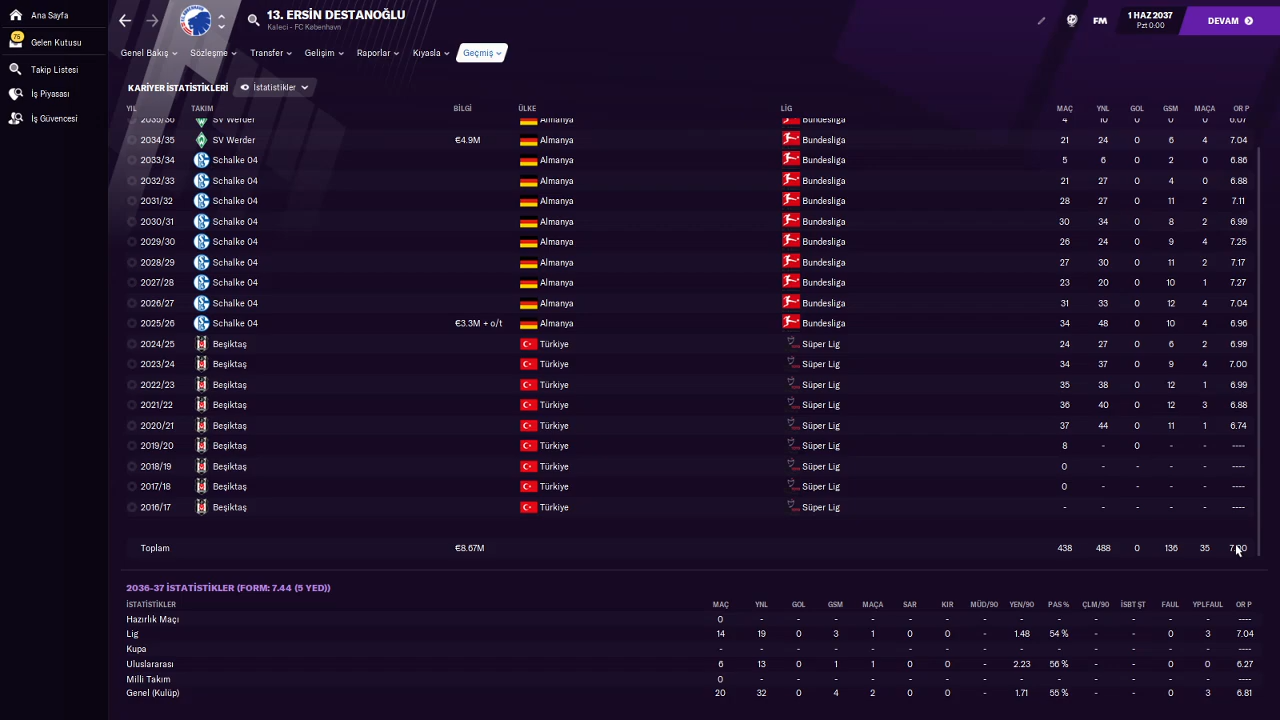 Ana Sayfa
75
Gelen Kutusu
Takip Listesi
İş Piyasası
İş Güvencesi
13. ERSİN DESTANOĞLU
Kaleci - FC København
FM
1 HAZ 2037
Pzt 0:00
DEVAM
Genel Bakış Sözleşme Transfer Gelişim Raporlar Kıyasla Geçmiş
KARİYER İSTATİSTİKLERİ İstatistikler
YIL TAKIM BİLGİ ÜLKE LİG MAÇ YNL GOL GSM MAÇA OR P
2035/36 SV Werder Almanya Bundesliga 4 10 0 0 0 6.07
2034/35 SV Werder €4.9M Almanya Bundesliga 21 24 0 6 4 7.04
2033/34 Schalke 04 Almanya Bundesliga 5 6 0 2 0 6.86
2032/33 Schalke 04 Almanya Bundesliga 21 27 0 4 0 6.88
2031/32 Schalke 04 Almanya Bundesliga 28 27 0 11 2 7.11
2030/31 Schalke 04 Almanya Bundesliga 30 34 0 8 2 6.99
2029/30 Schalke 04 Almanya Bundesliga 26 24 0 9 4 7.25
2028/29 Schalke 04 Almanya Bundesliga 27 30 0 11 2 7.17
2027/28 Schalke 04 Almanya Bundesliga 23 20 0 10 1 7.27
2026/27 Schalke 04 Almanya Bundesliga 31 33 0 12 4 7.04
2025/26 Schalke 04 €3.3M + o/t Almanya Bundesliga 34 48 0 10 4 6.96
2024/25 Beşiktaş Türkiye Süper Lig 24 27 0 6 2 6.99
2023/24 Beşiktaş Türkiye Süper Lig 34 37 0 9 4 7.00
2022/23 Beşiktaş Türkiye Süper Lig 35 38 0 12 1 6.99
2021/22 Beşiktaş Türkiye Süper Lig 36 40 0 12 3 6.88
2020/21 Beşiktaş Türkiye Süper Lig 37 44 0 11 1 6.74
2019/20 Beşiktaş Türkiye Süper Lig 8 - 0 - - ----
2018/19 Beşiktaş Türkiye Süper Lig 0 - - - - ----
2017/18 Beşiktaş Türkiye Süper Lig 0 - - - - ----
2016/17 Beşiktaş Türkiye Süper Lig - - - - - ----
Toplam €8.67M 438 488 0 136 35
2036-37 İSTATİSTİKLER (FORM: 7.44 (5 YED))
İSTATİSTİKLER MAÇ YNL GOL GSM MAÇA SAR KIR MÜD/90 YEN/90 PAS % ÇLM/90 İSBT ŞT FAUL YPLFAUL OR P
Hazırlık Maçı 0 - - - - - - - - - - - - - ----
Lig 14 19 0 3 1 0 0 - 1.48 54 % - - 0 3 7.04
Kupa - - - - - - - - - - - - - - ----
Uluslararası 6 13 0 1 1 0 0 - 2.23 56 % - - 0 0 6.27
Milli Takım 0 - - - - - - - - - - - - - ----
Genel (Kulüp) 20 32 0 4 2 0 0 - 1.71 55 % - - 0 3 6.81